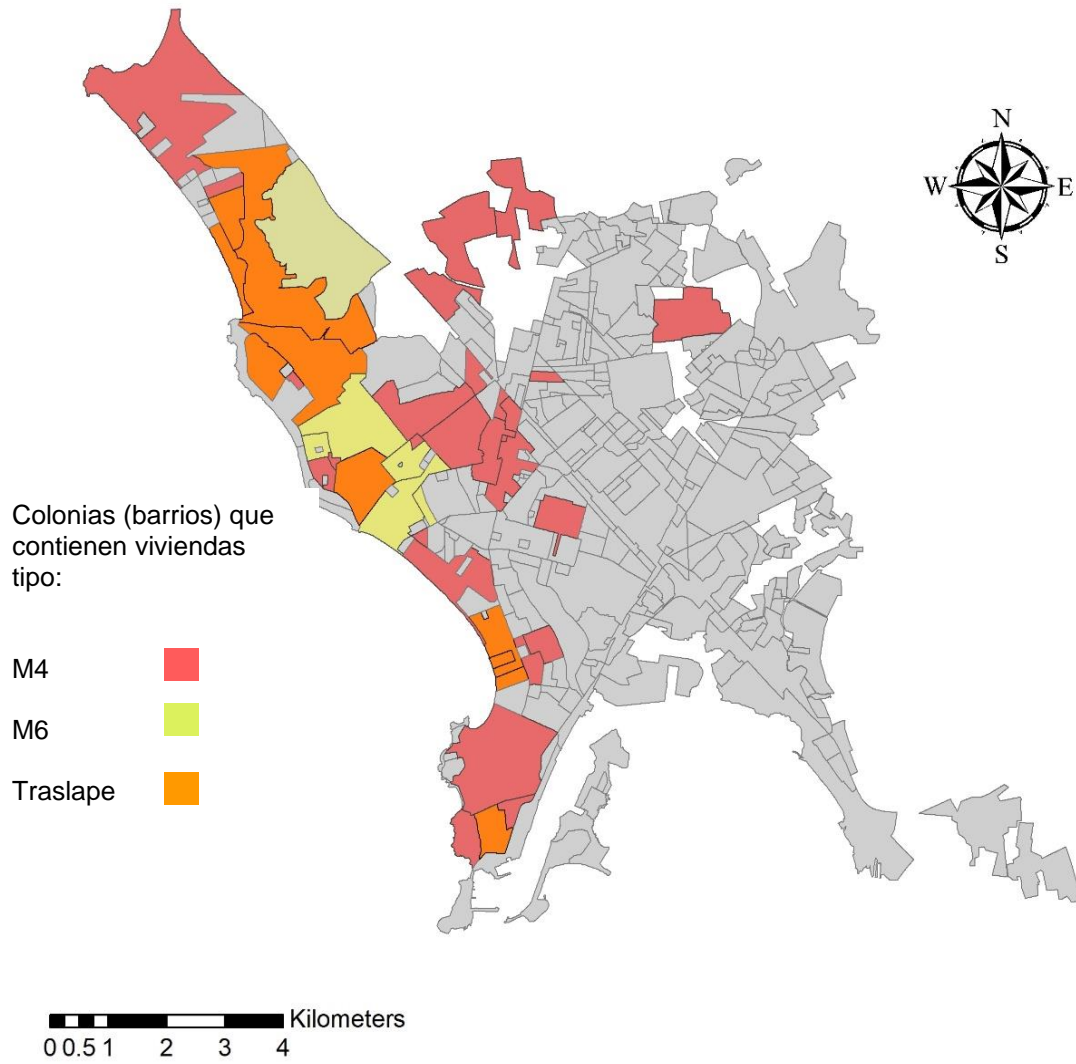 N
W E
S
Colonias (barrios) que
contienen viviendas
tipo:
M4
M6
Traslape
Kilometers
0 0.5 1 2 3 4